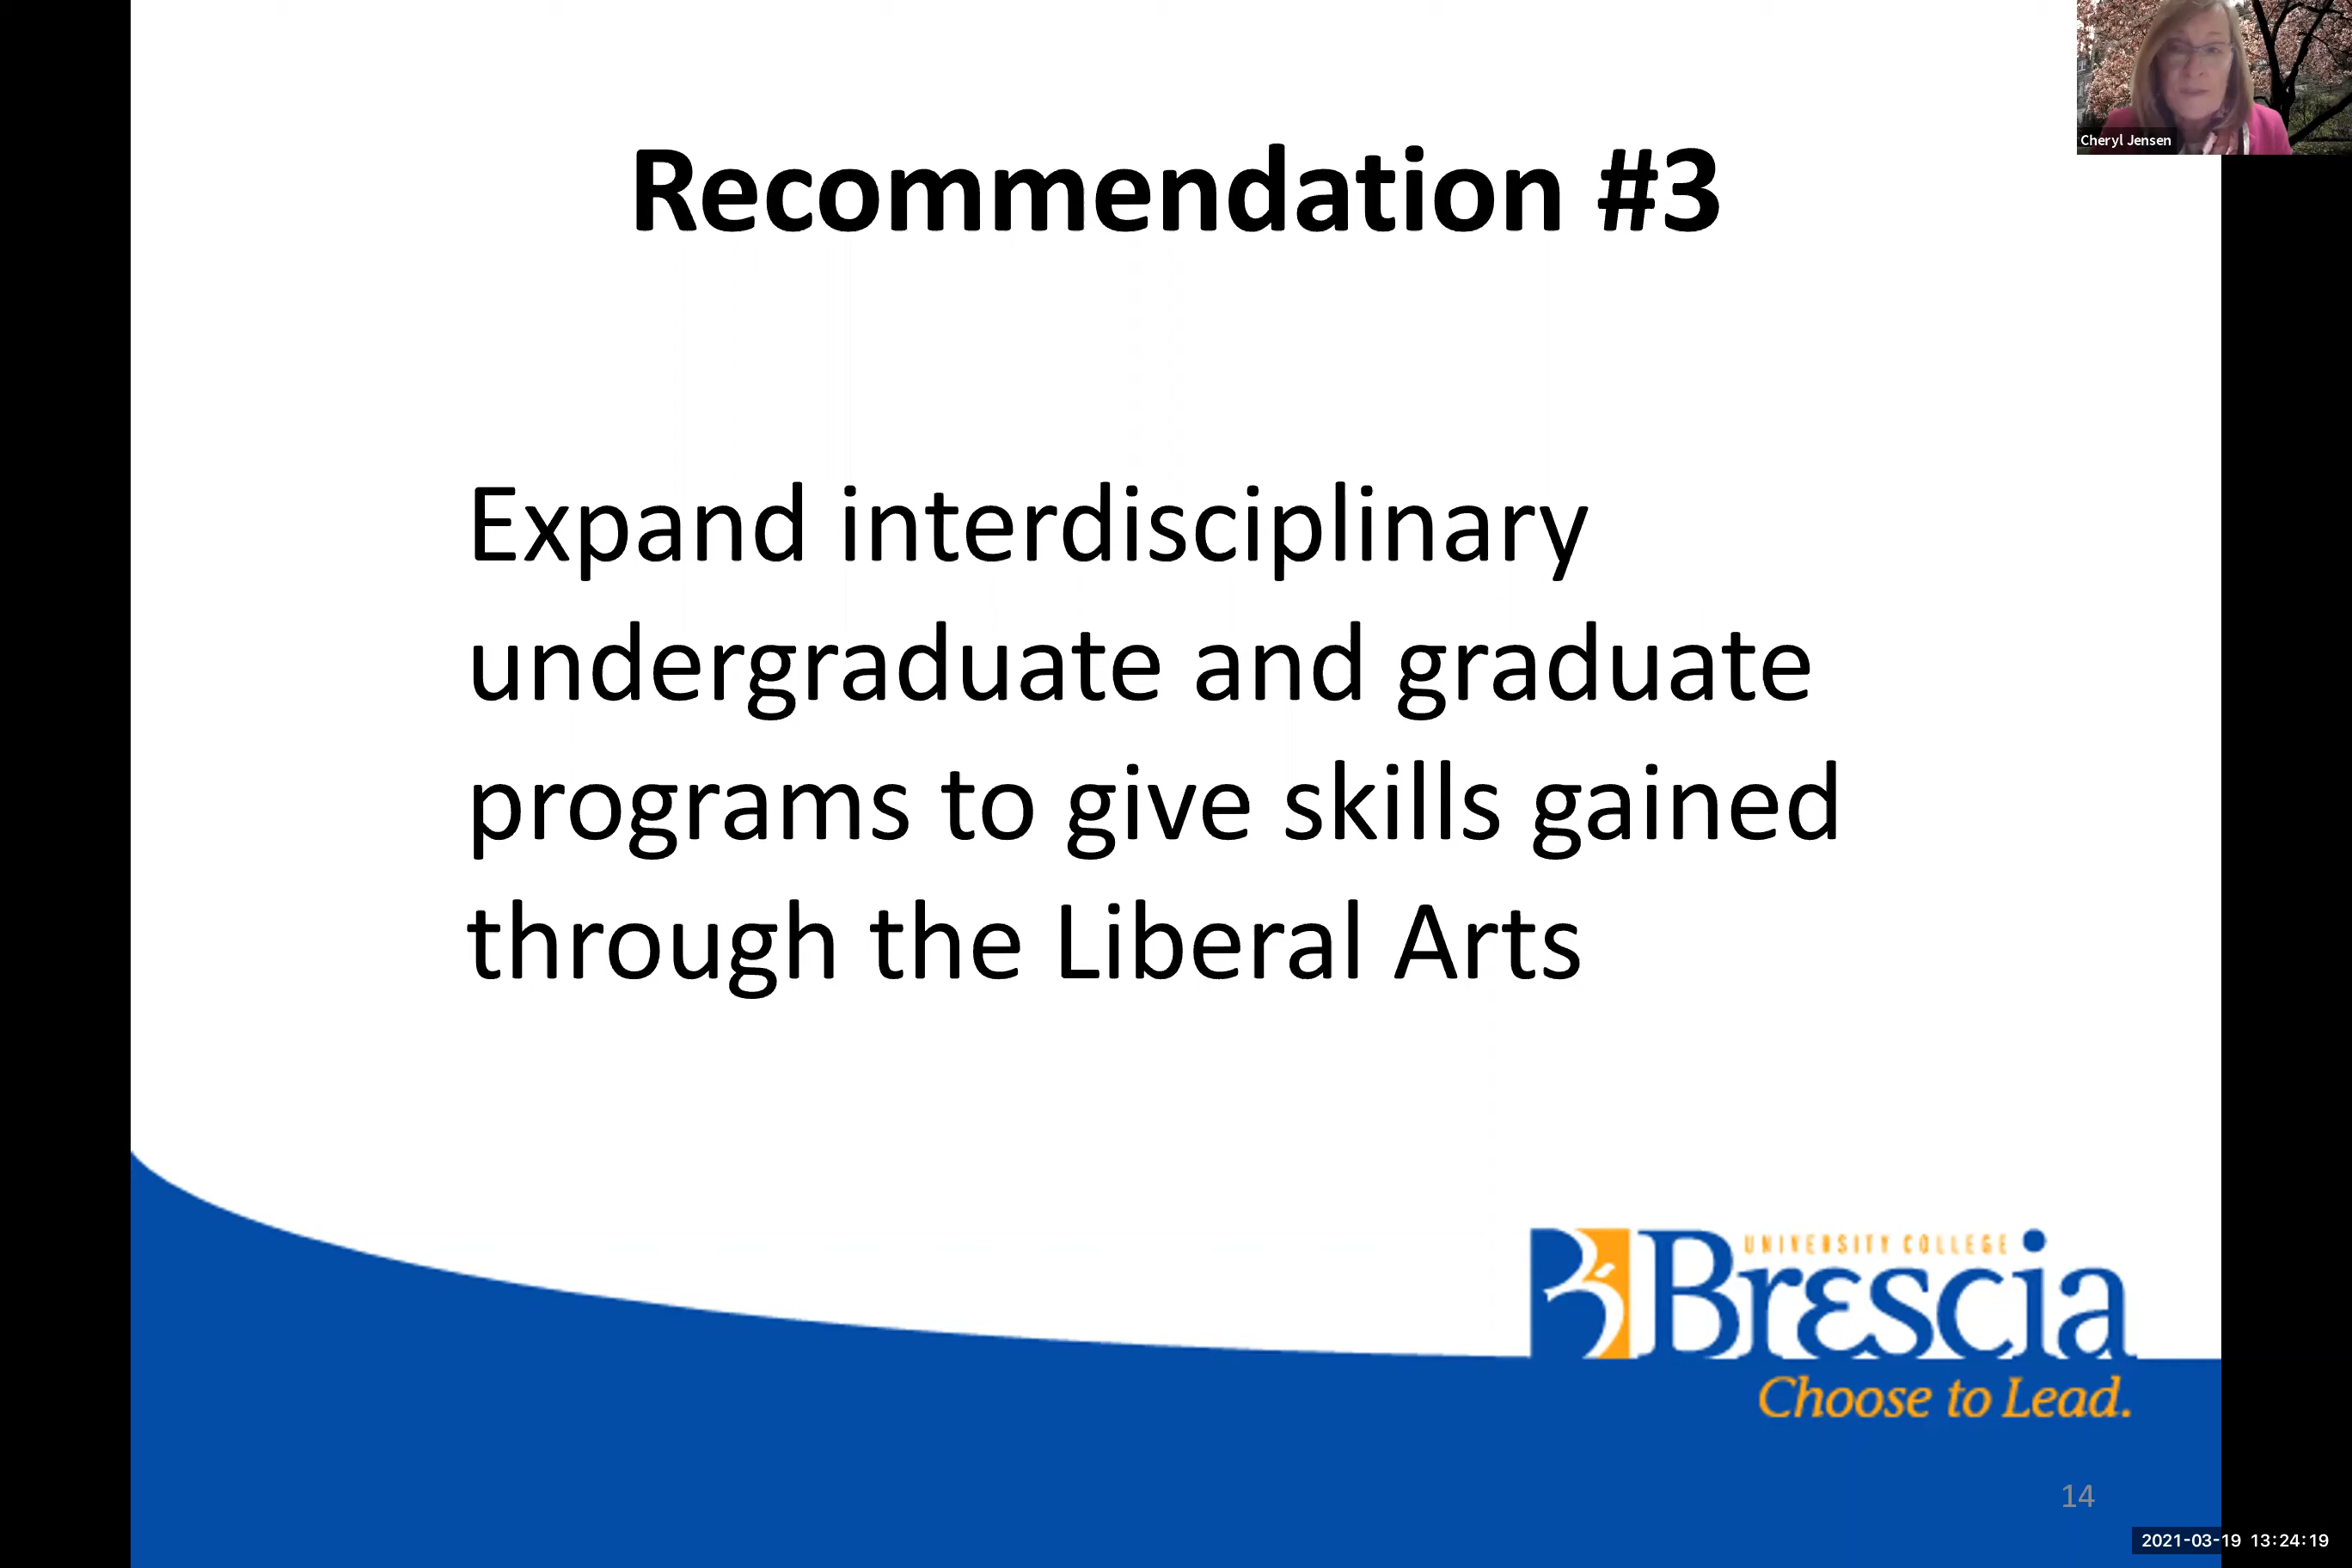 Cheryl Jensen
Recommendation #3
Expand interdisciplinary
undergraduate and graduate
programs to give skills gained
through the Liberal Arts
UNIVERSITY COLLEGE
Brescia
Choose to Lead.
14
2021-03-19 13:24:19